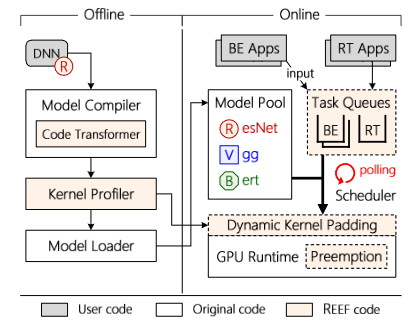 Offline
Online
DNN
R
Model Compiler
Code Transformer
Kernel Profiler
Model Loader
BE Apps
RT Apps
input
Model Pool
R esNet
V gg
B ert
Task Queues
BE
RT
polling
Scheduler
Dynamic Kernel Padding
GPU Runtime
Preemption
User code
Original code
REEF code